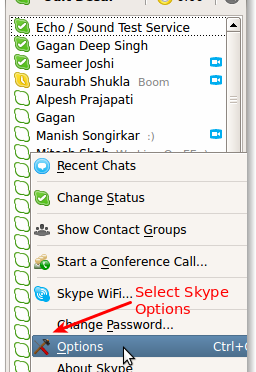 Echo / Sound Test Service
Gagan Deep Singh
Sameer Joshi
Saurabh Shukla Boom
Alpesh Prajapati
Gagan
Manish Songirkar :)
Recent Chats
Change Status
Show Contact Groups
Start a Conference Call...
Skype WiFi...
Select Skype
Options
Change Password...
Options Ctrl+
About Skype